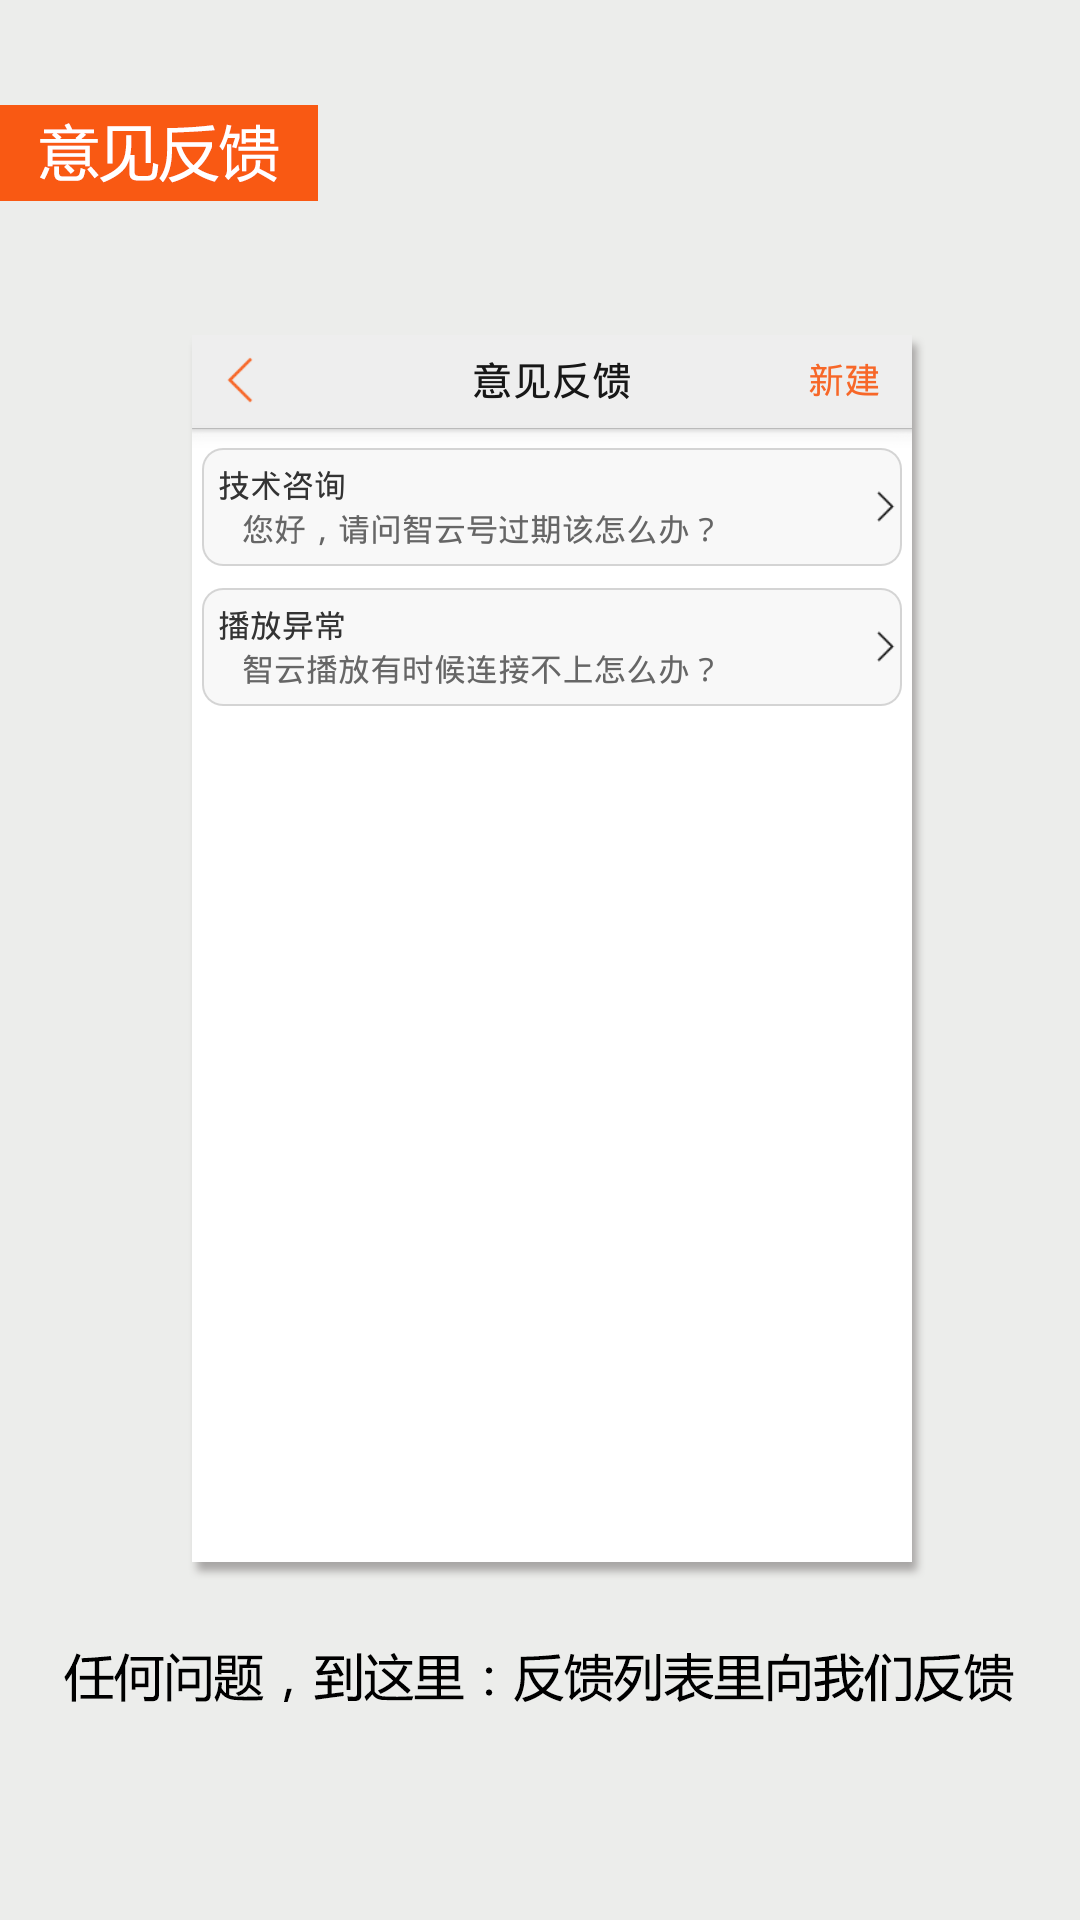 意见反馈
意见反馈
新建
技术咨询
您好，请问智云号过期该怎么办？
播放异常
智云播放有时候连接不上怎么办？
任何问题，到这里：反馈列表里向我们反馈